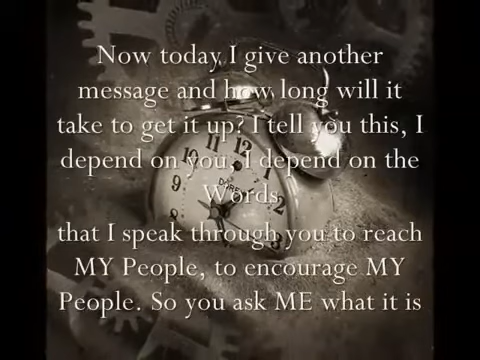 Now today I give another
message and how long will it
take to get it up? I tell you this, I
depend on you. I depend on the
Words
that I speak through you to reach
MY People, to encourage MY
People. So you ask ME what it is